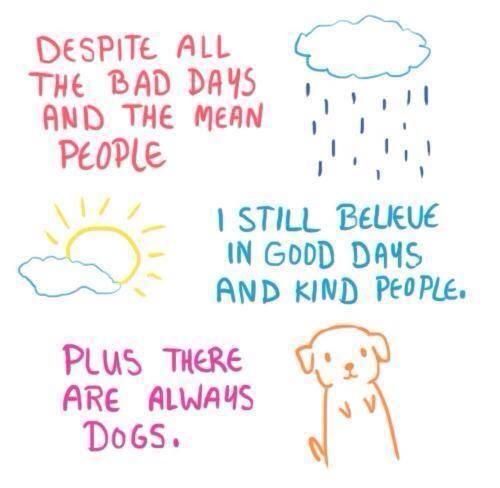 DESPITE ALL
THE BAD DAYS
AND THE MEAN
PEOPLE
I STILL BELIEVE
IN GOOD DAYS
AND KIND PEOPLE.
PLUS THERE
ARE ALWAYS
DOGS.